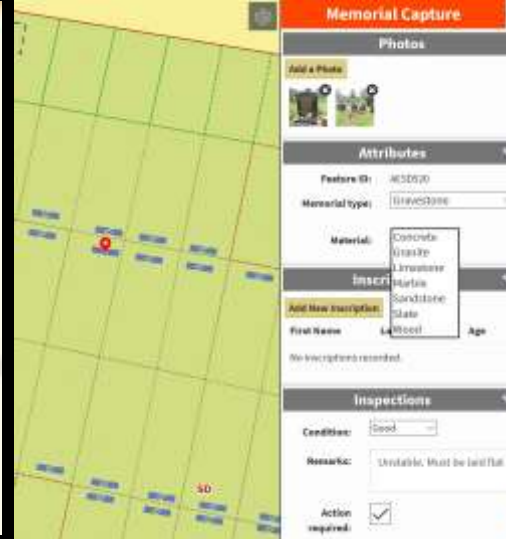 Memorial Capture
Photos
Add a Photo
Attributes
Feature ID:
Memorial type: Gravestone
Material: Concrete
Granite
Limestone
Marble
Inscri
Sandstone
Add New Inscription
Slate
First Name La Wood Age
No inscriptions recorded.
Inspections
Condition: Good
Remarks: Unstable, Must be laid flat
SD
Action
required: